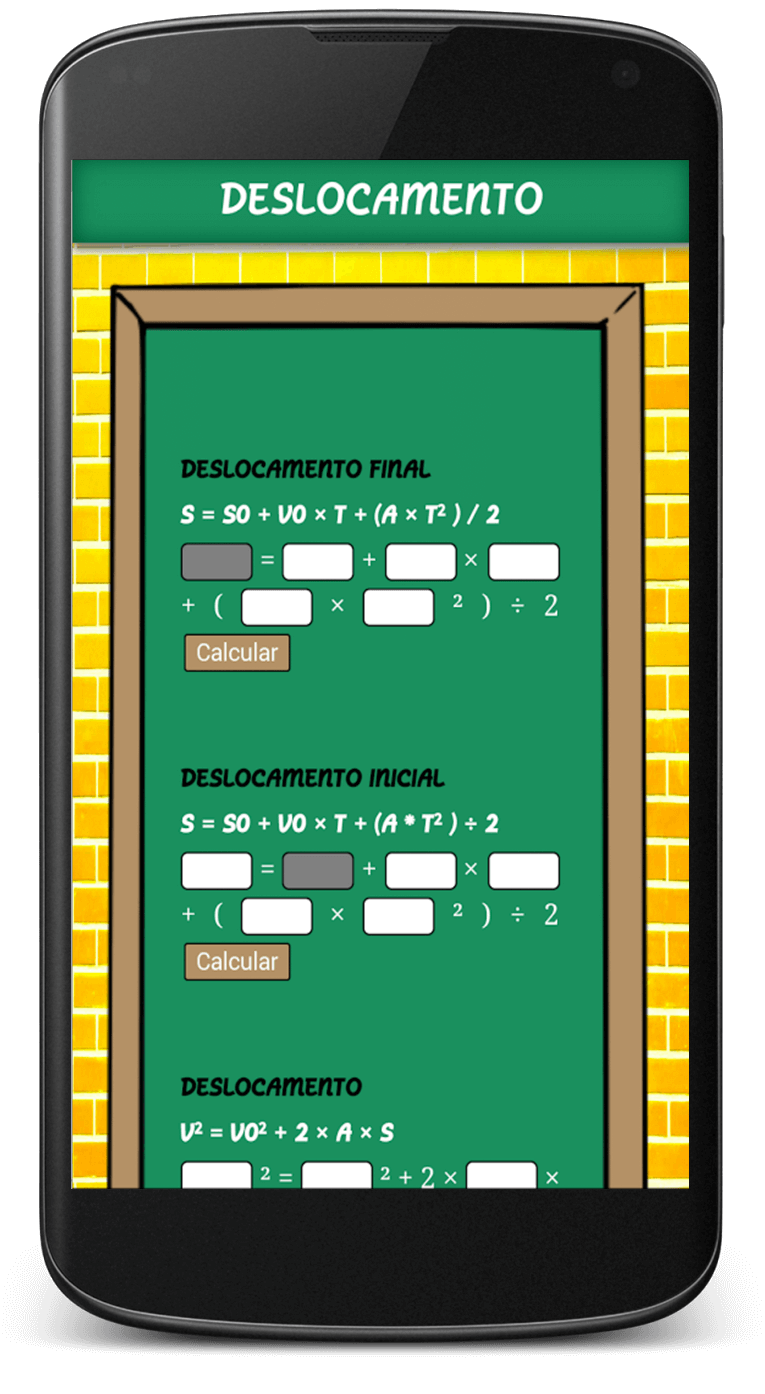 DESLOCAMENTO
DESLOCAMENTO FINAL
S = S0 + V0 × T + (A × T² ) / 2
= + ×
+ ( × ² ) ÷ 2
Calcular
DESLOCAMENTO INICIAL
S = S0 + V0 × T + (A * T² ) ÷ 2
= + ×
+ ( × ² ) ÷ 2
Calcular
DESLOCAMENTO
V² = V0² + 2 × A × S
² = ² + 2 × ×